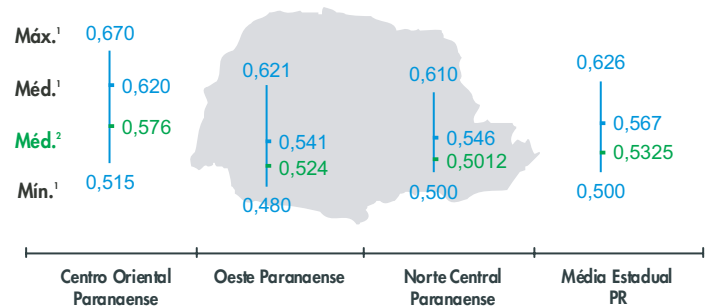 Máx.¹ 0,670 0,621 0,610 0,626
Méd.¹ 0,620 0,541 0,546 0,567
Méd.² 0,576 0,524 0,5012 0,5325
Mín.¹ 0,515 0,480 0,500 0,500
Centro Oriental Oeste Paranaense Norte Central Média Estadual
Paranaense Paranaense PR